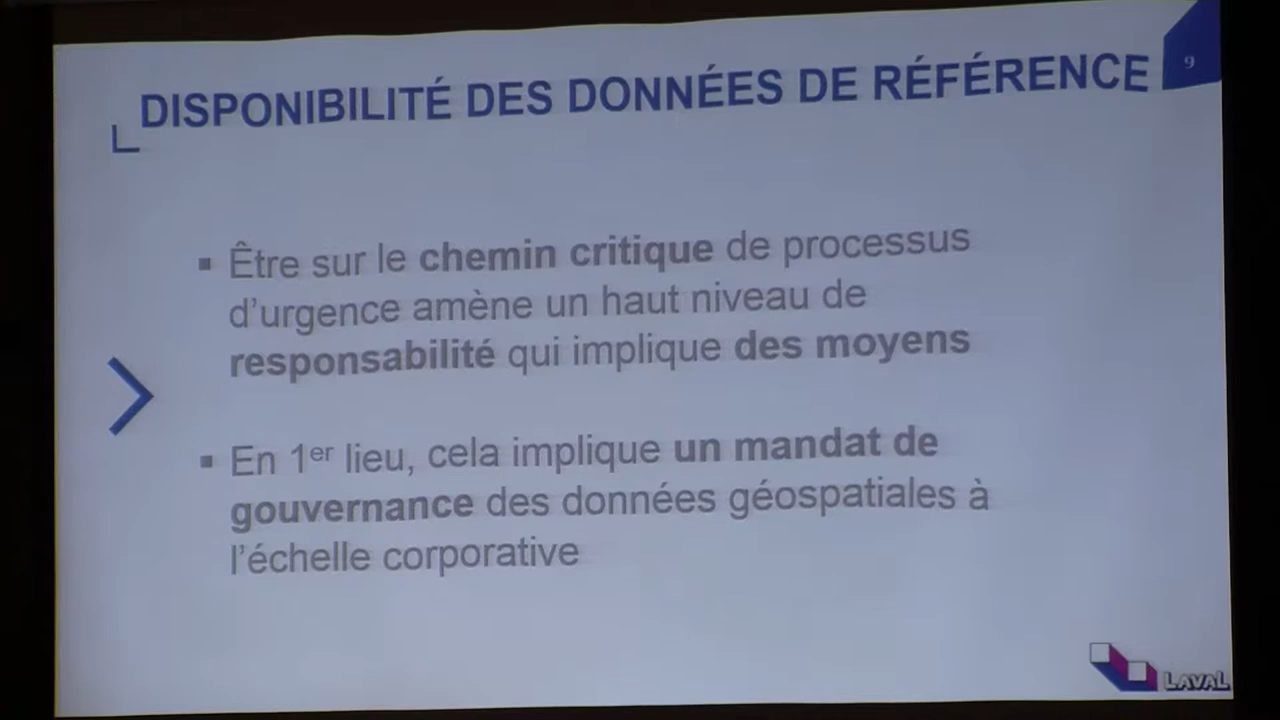 9
DISPONIBILITÉ DES DONNÉES DE RÉFÉRENCE
▪ Être sur le chemin critique de processus
d’urgence amène un haut niveau de
responsabilité qui implique des moyens
▪ En 1er lieu, cela implique un mandat de
gouvernance des données géospatiales à
l’échelle corporative
LAVAL